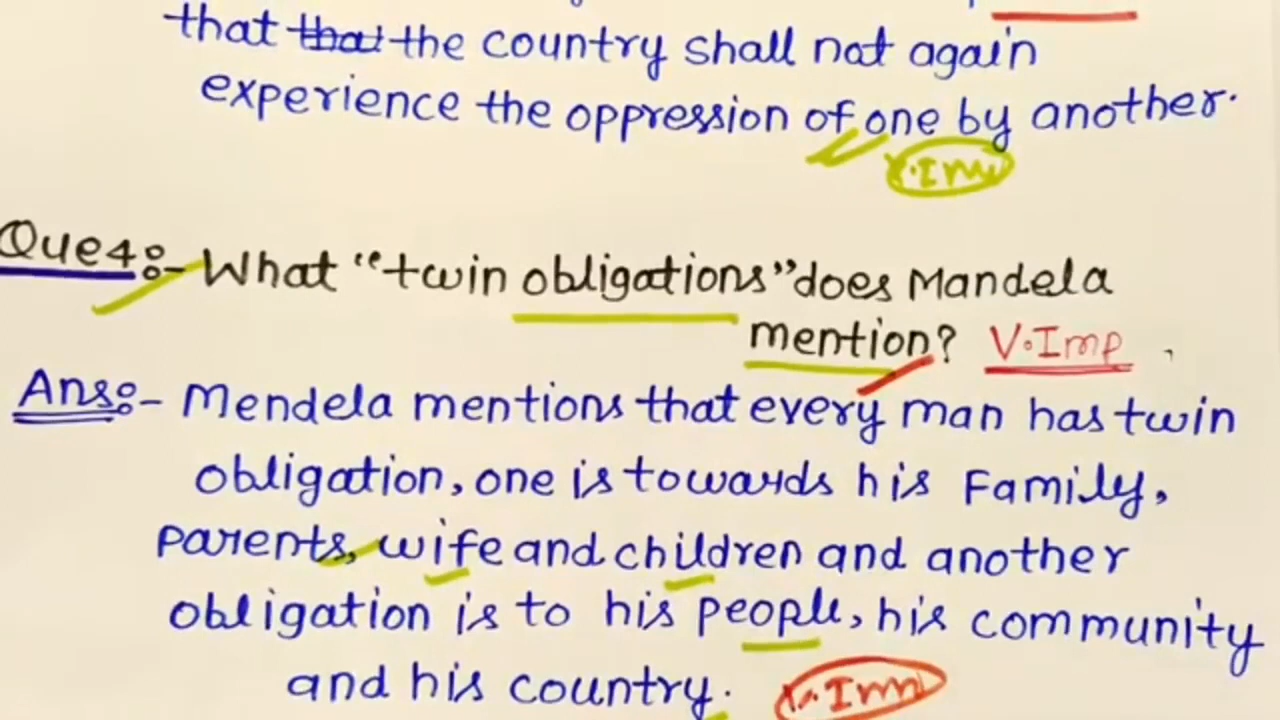 that that the country shall not again
experience the oppression of one by another.
V.Imp
Que4:- What "twin obligations" does Mandela
mention? V.Imp
Ans:- Mendela mentions that every man has twin
obligation, one is towards his Family,
parents, wife and children and another
obligation is to his people, his community
and his country. V.Imp